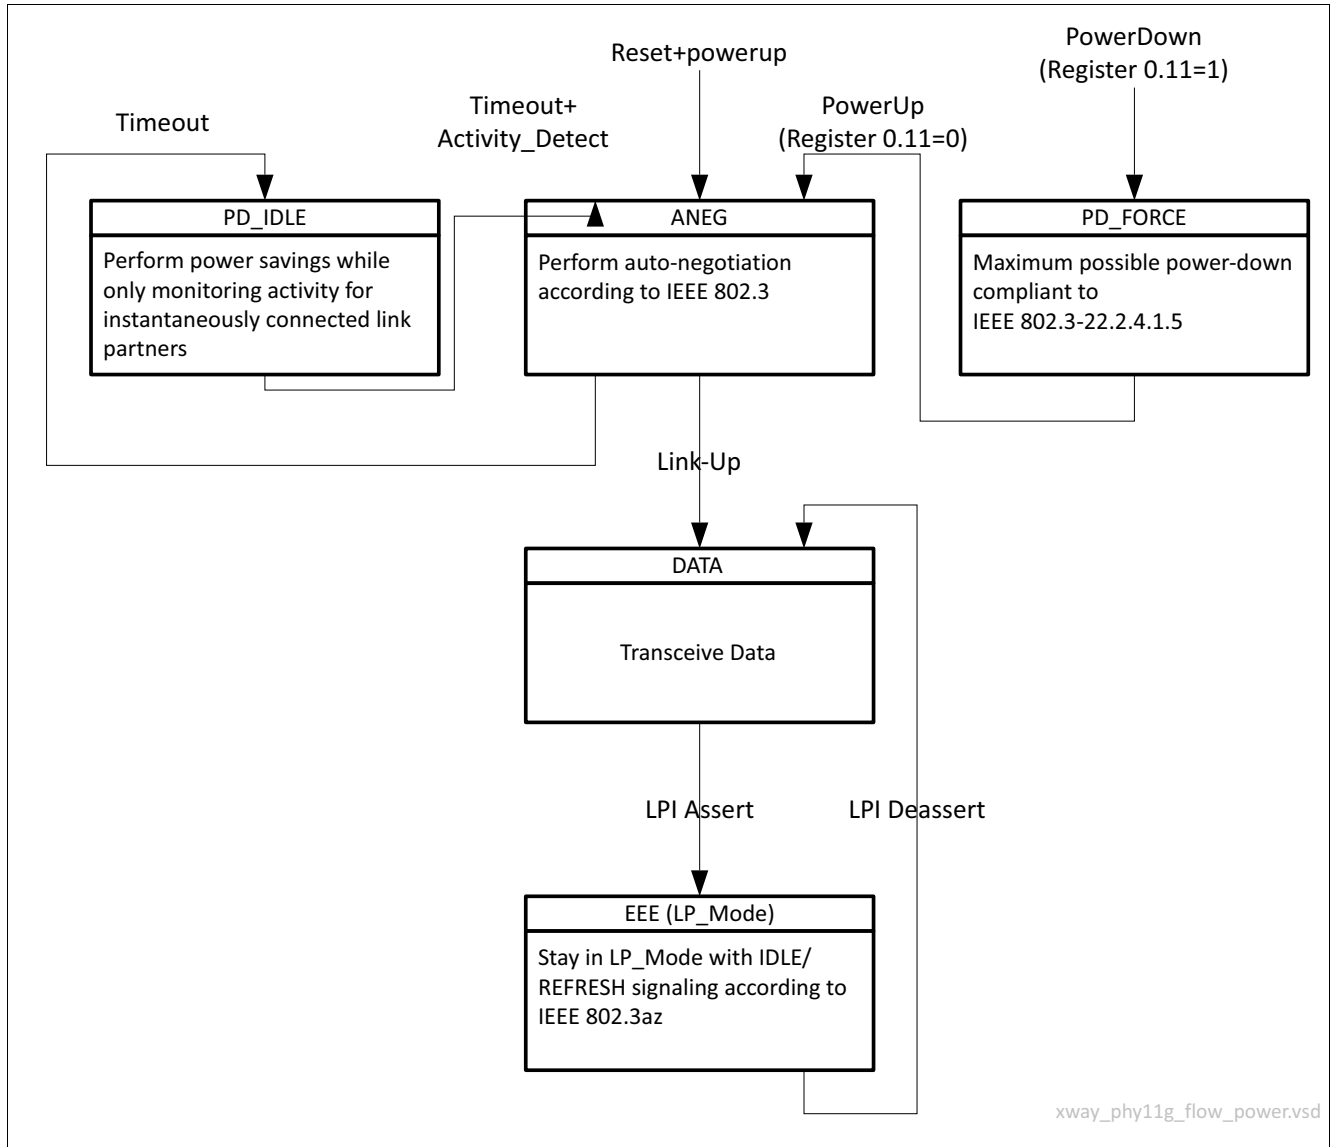 PowerDown
(Register 0.11=1)
Reset+powerup
Timeout+
Activity_Detect
PowerUp
(Register 0.11=0)
Timeout
PD_IDLE
Perform power savings while
only monitoring activity for
instantaneously connected link
partners
ANEG
Perform auto-negotiation
according to IEEE 802.3
PD_FORCE
Maximum possible power-down
compliant to
IEEE 802.3-22.2.4.1.5
Link-Up
DATA
Transceive Data
LPI Assert
LPI Deassert
EEE (LP_Mode)
Stay in LP_Mode with IDLE/
REFRESH signaling according to
IEEE 802.3az
xway_phy11g_flow_power.vsd